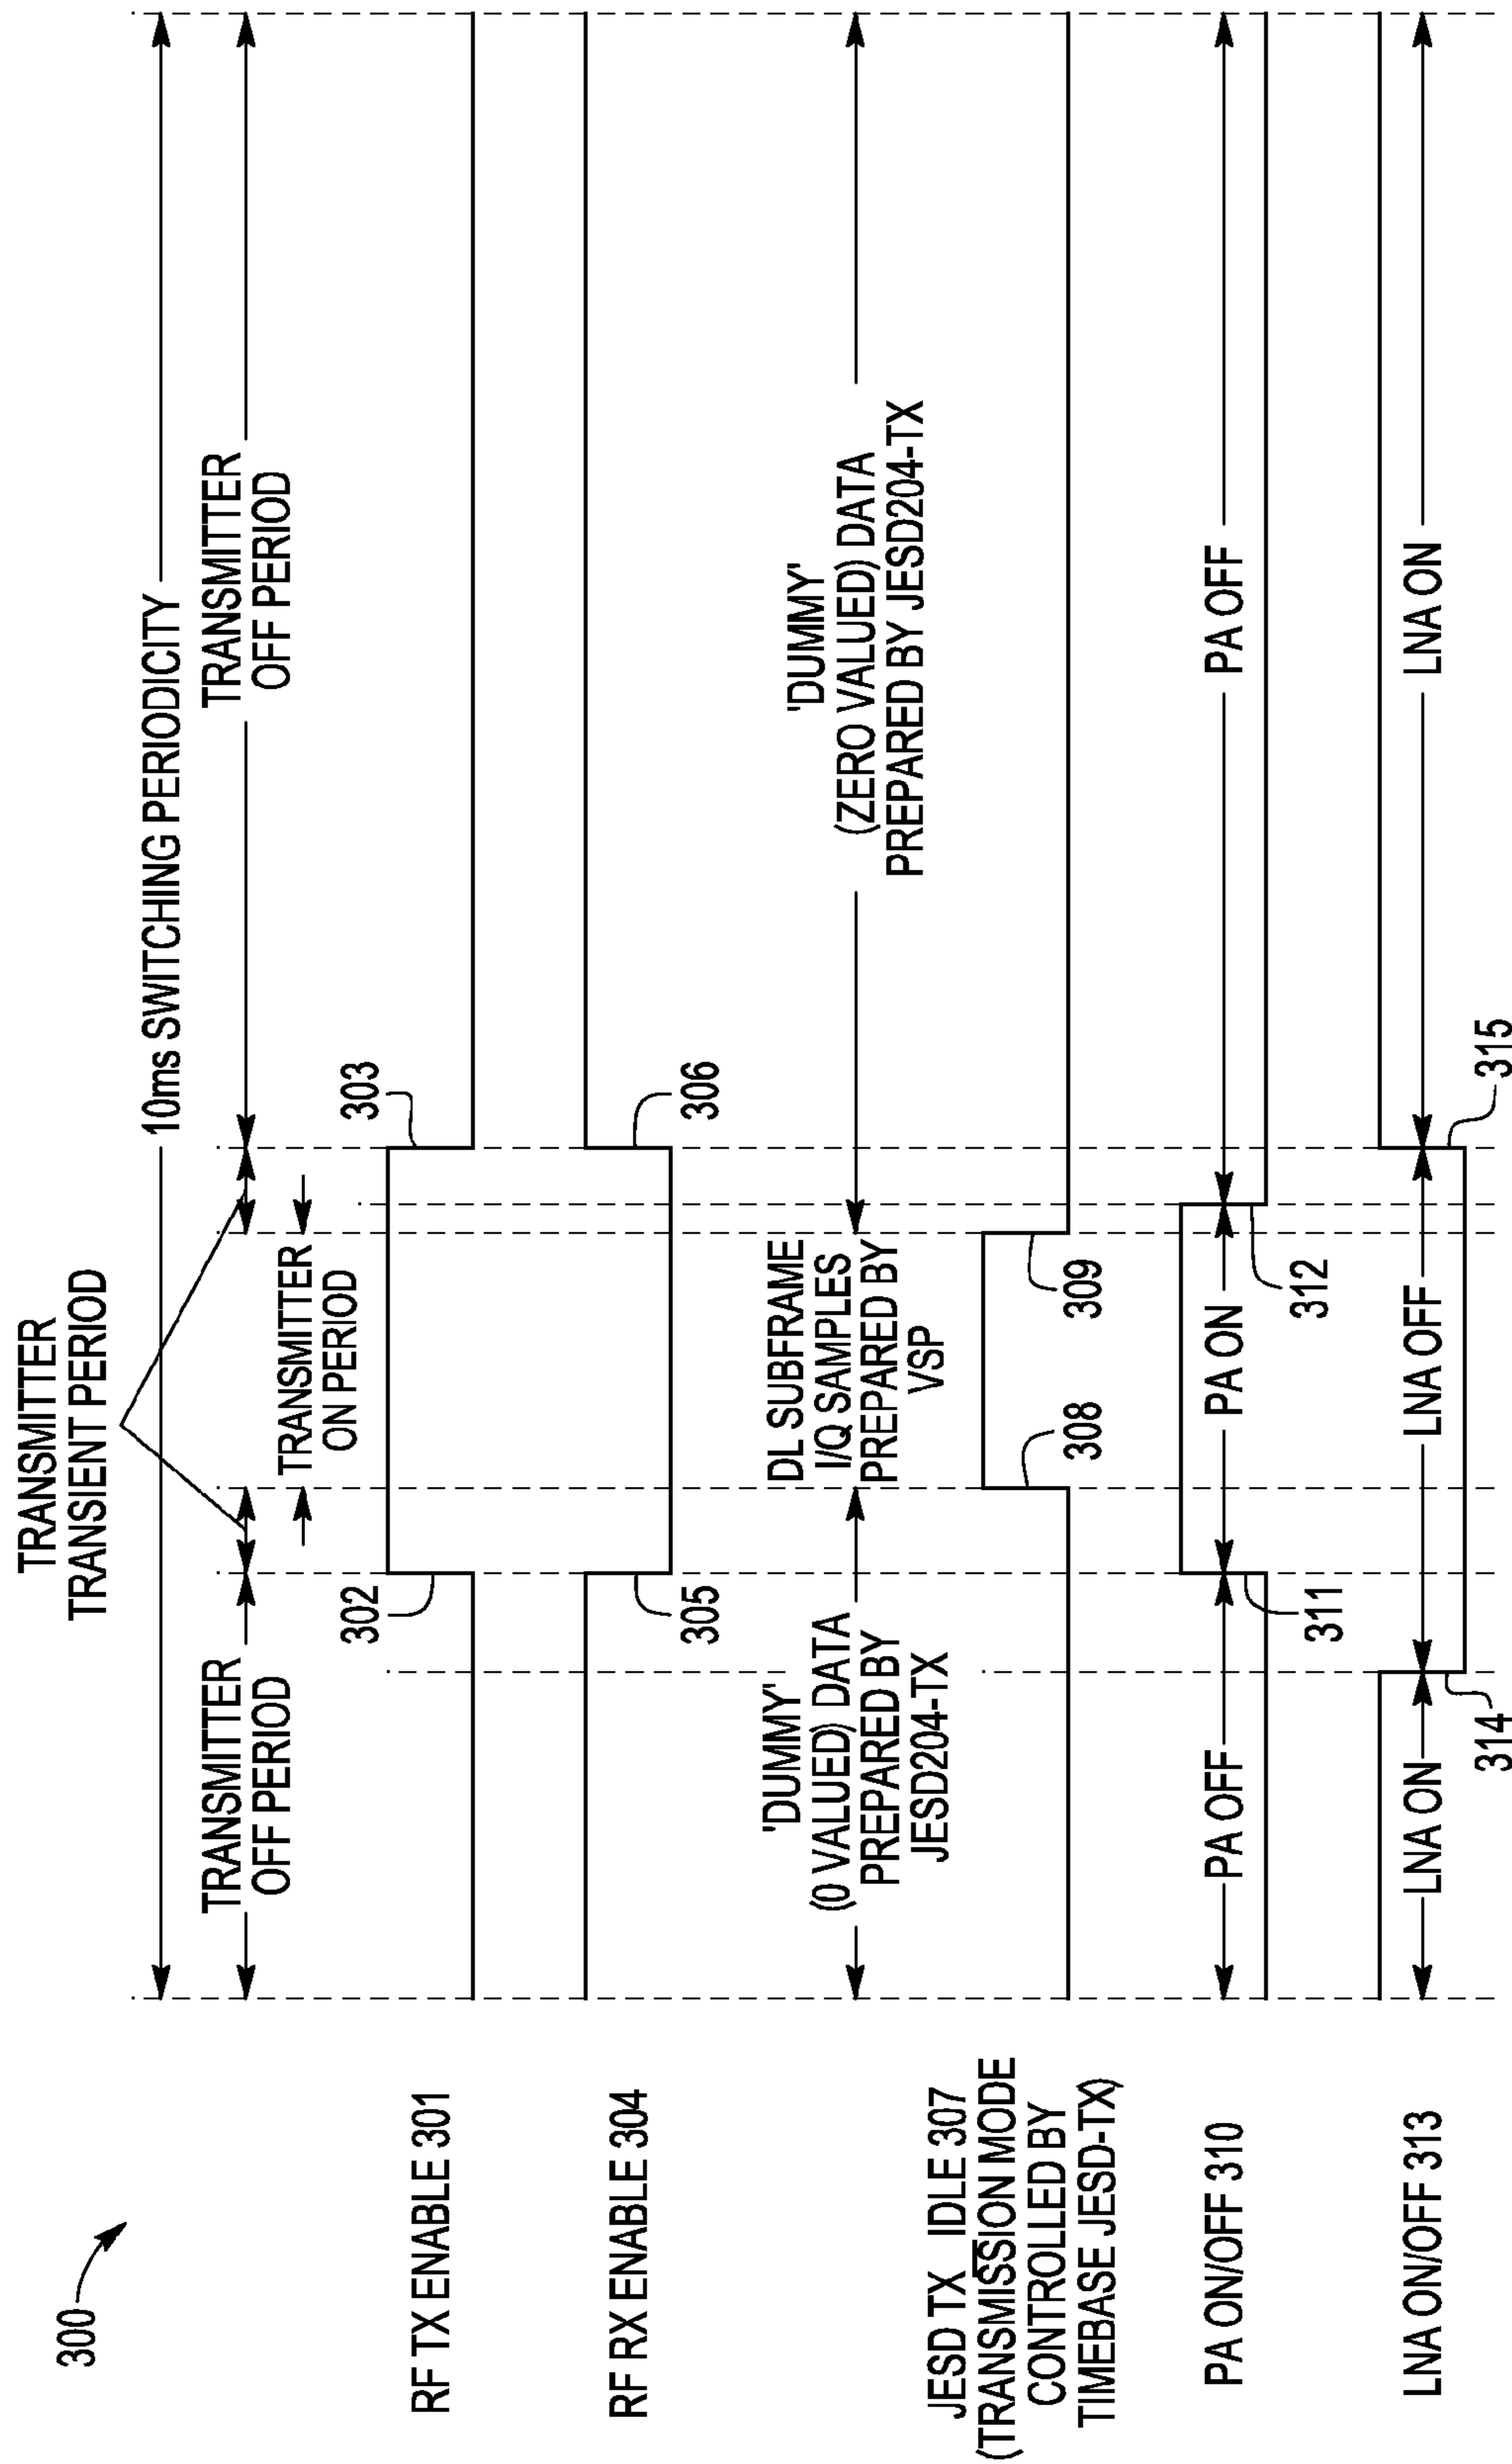 300
TRANSMITTER
TRANSIENT PERIOD
10ms SWITCHING PERIODICITY
TRANSMITTER
OFF PERIOD
TRANSMITTER
ON PERIOD
TRANSMITTER
OFF PERIOD
RF TX ENABLE 301
302
303
RF RX ENABLE 304
305
306
'DUMMY'
(0 VALUED) DATA
PREPARED BY
JESD204-TX
DL SUBFRAME
I/Q SAMPLES
PREPARED BY
VSP
'DUMMY'
(ZERO VALUED) DATA
PREPARED BY JESD204-TX
JESD TX_IDLE 307
(TRANSMISSION MODE
CONTROLLED BY
TIMEBASE JESD-TX)
308
309
PA ON/OFF 310
PA OFF
311
PA ON
312
PA OFF
LNA ON/OFF 313
LNA ON
314
LNA OFF
315
LNA ON